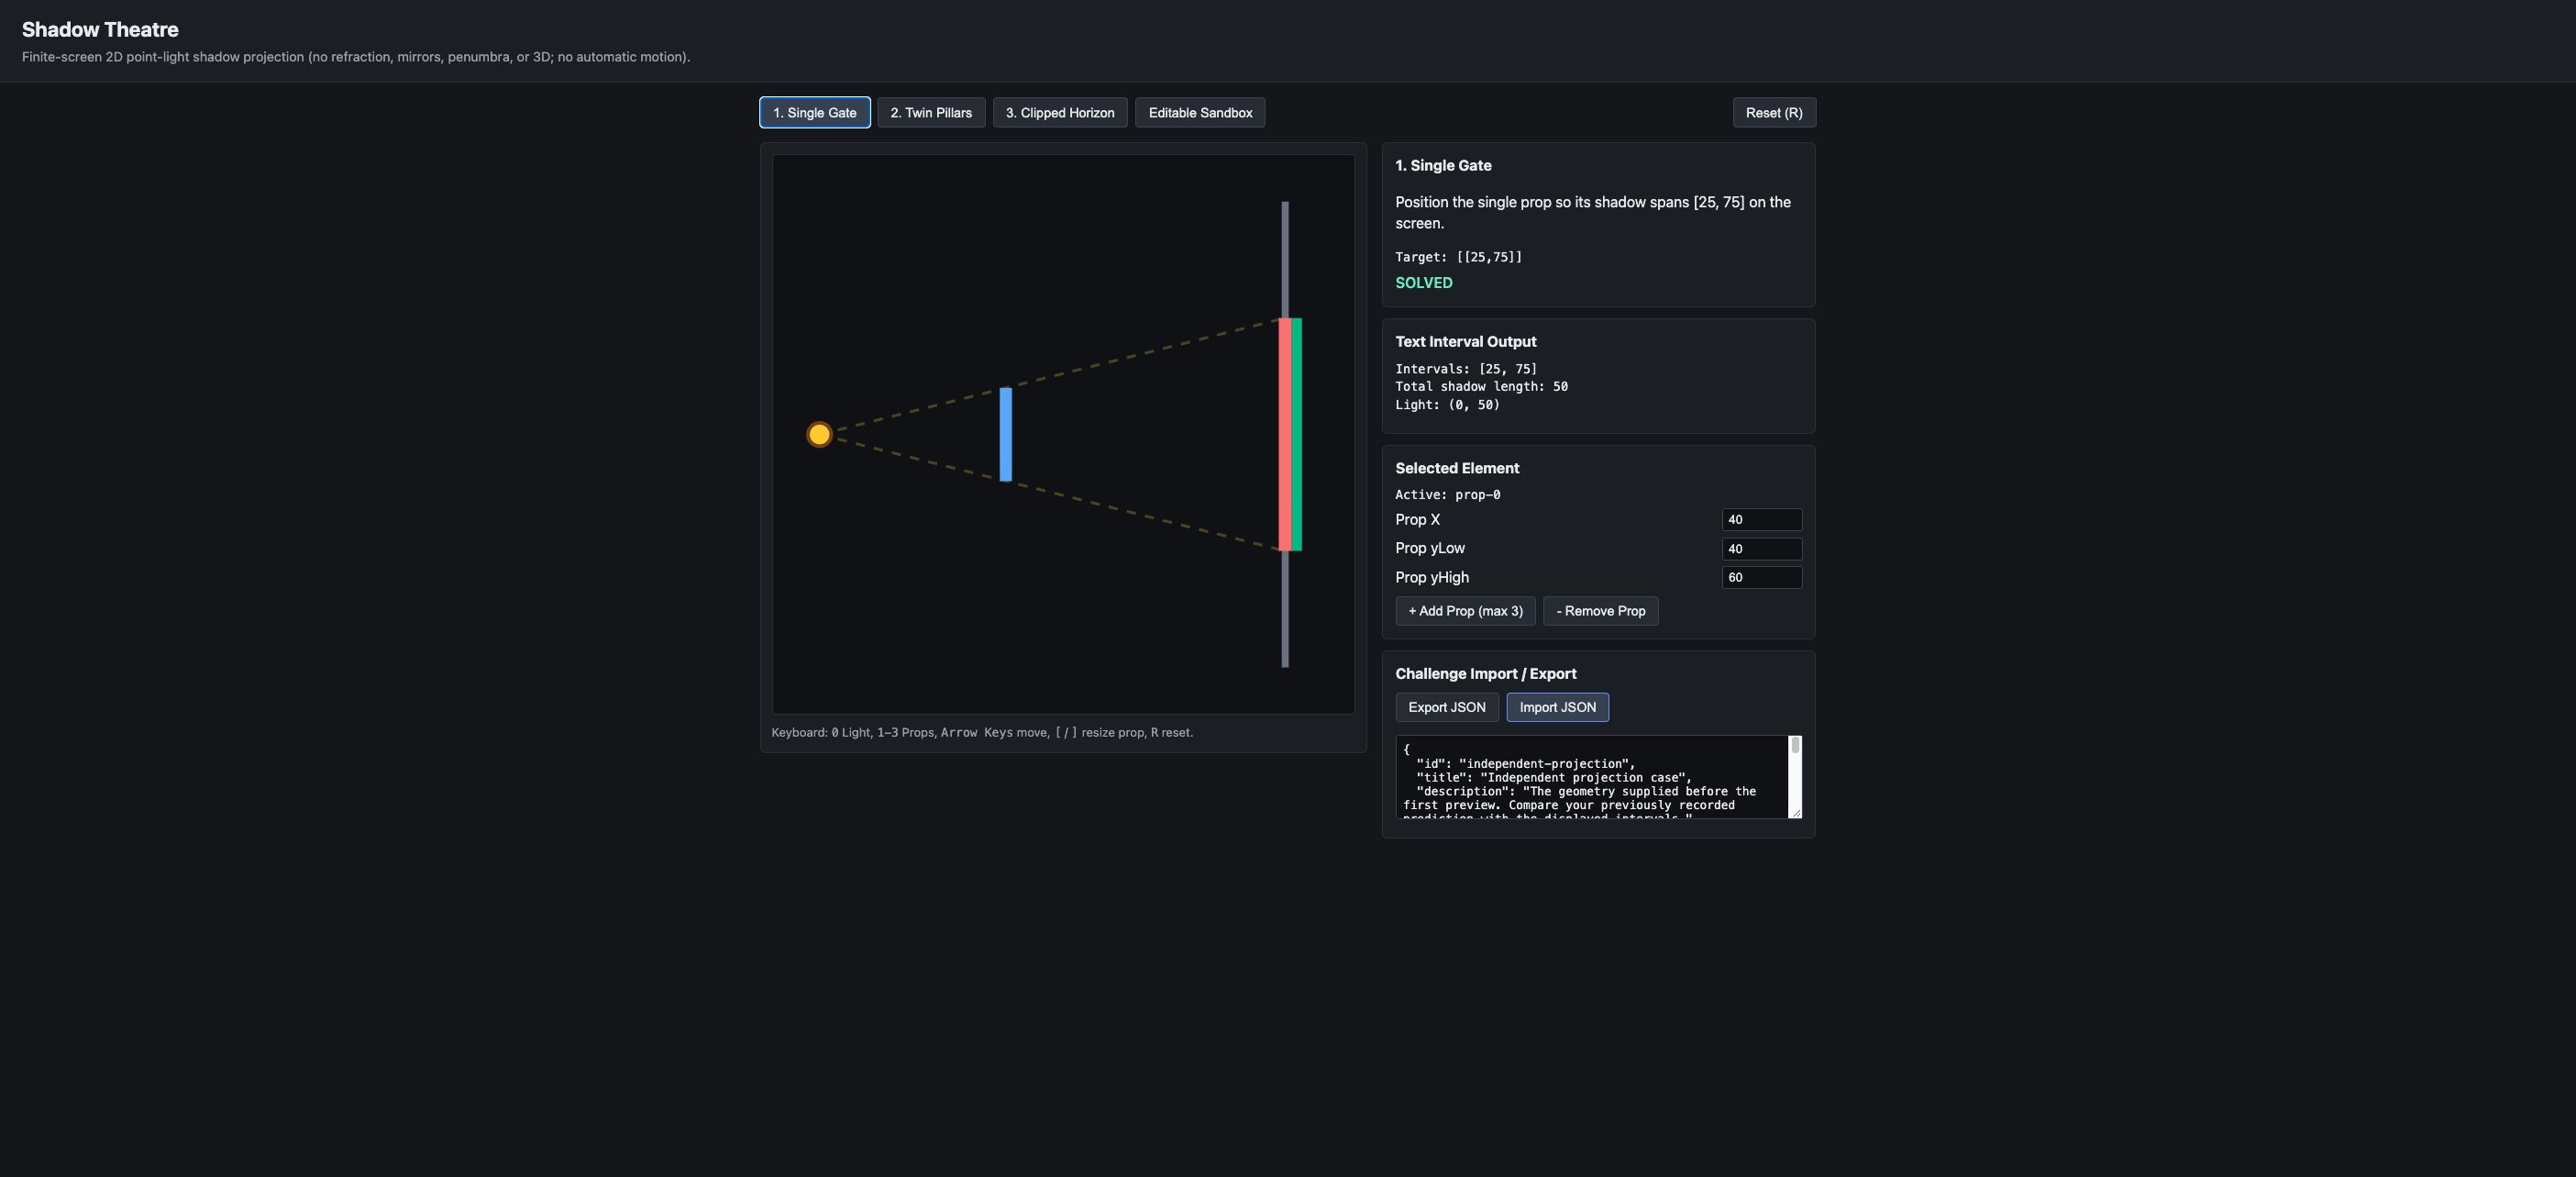 Shadow Theatre
Finite-screen 2D point-light shadow projection (no refraction, mirrors, penumbra, or 3D; no automatic motion).
1. Single Gate
2. Twin Pillars
3. Clipped Horizon
Editable Sandbox
Reset (R)
Keyboard: 0 Light, 1–3 Props, Arrow Keys move, [ / ] resize prop, R reset.
1. Single Gate
Position the single prop so its shadow spans [25, 75] on the
screen.
Target: [[25,75]]
SOLVED
Text Interval Output
Intervals: [25, 75]
Total shadow length: 50
Light: (0, 50)
Selected Element
Active: prop-0
Prop X 40
Prop yLow 40
Prop yHigh 60
+ Add Prop (max 3)
- Remove Prop
Challenge Import / Export
Export JSON
Import JSON
{
"id": "independent-projection",
"title": "Independent projection case",
"description": "The geometry supplied before the
first preview. Compare your previously recorded
prediction with the displayed intervals."